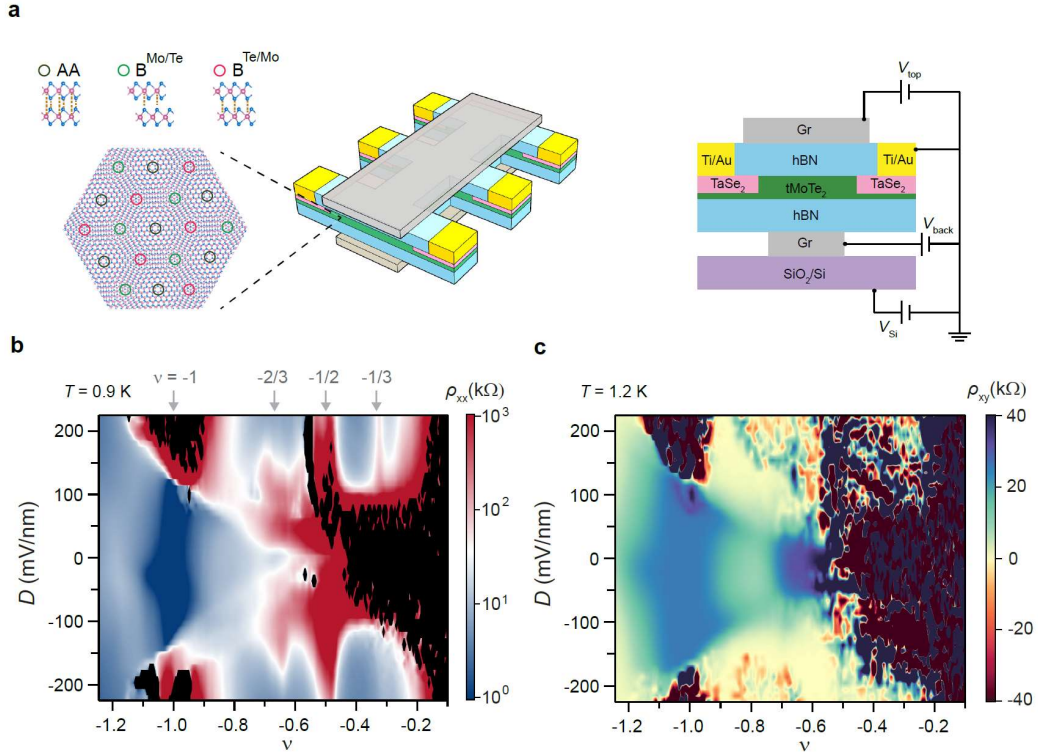 a
AA
B Mo/Te
B Te/Mo
V top
Gr
Ti/Au
hBN
Ti/Au
TaSe2
tMoTe2
TaSe2
hBN
V back
Gr
SiO2/Si
V Si
b
T = 0.9 K
ν = -1
-2/3
-1/2
-1/3
ρxx(kΩ)
10^3
10^2
10^1
10^0
D (mV/nm)
200
100
0
-100
-200
-1.2
-1.0
-0.8
-0.6
-0.4
-0.2
ν
c
T = 1.2 K
ρxy(kΩ)
40
20
0
-20
-40
D (mV/nm)
200
100
0
-100
-200
-1.2
-1.0
-0.8
-0.6
-0.4
-0.2
ν